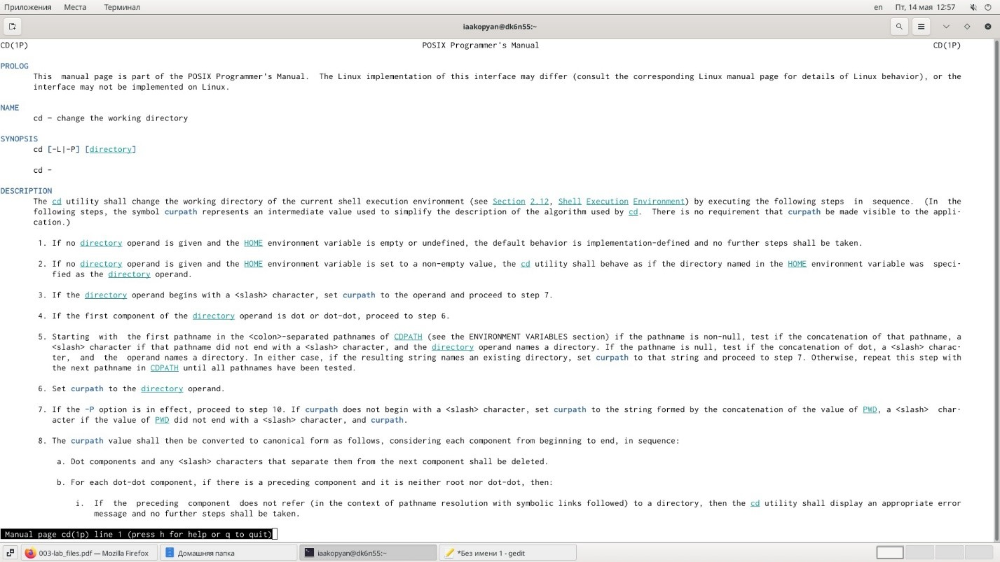 Приложения Места Терминал en Пт, 14 мая 12:57
iaakopyan@dk6n55:~
CD(1P) POSIX Programmer's Manual CD(1P)
PROLOG
This manual page is part of the POSIX Programmer's Manual. The Linux implementation of this interface may differ (consult the corresponding Linux manual page for details of Linux behavior), or the
interface may not be implemented on Linux.
NAME
cd - change the working directory
SYNOPSIS
cd [-L|-P] [directory]
cd -
DESCRIPTION
The cd utility shall change the working directory of the current shell execution environment (see Section 2.12, Shell Execution Environment) by executing the following steps in sequence. (In the
following steps, the symbol curpath represents an intermediate value used to simplify the description of the algorithm used by cd. There is no requirement that curpath be made visible to the appli-
cation.)
1. If no directory operand is given and the HOME environment variable is empty or undefined, the default behavior is implementation-defined and no further steps shall be taken.
2. If no directory operand is given and the HOME environment variable is set to a non-empty value, the cd utility shall behave as if the directory named in the HOME environment variable was speci-
fied as the directory operand.
3. If the directory operand begins with a <slash> character, set curpath to the operand and proceed to step 7.
4. If the first component of the directory operand is dot or dot-dot, proceed to step 6.
5. Starting with the first pathname in the <colon>-separated pathnames of CDPATH (see the ENVIRONMENT VARIABLES section) if the pathname is non-null, test if the concatenation of that pathname, a
<slash> character if that pathname did not end with a <slash> character, and the directory operand names a directory. If the pathname is null, test if the concatenation of dot, a <slash> charac-
ter, and the operand names a directory. In either case, if the resulting string names an existing directory, set curpath to that string and proceed to step 7. Otherwise, repeat this step with
the next pathname in CDPATH until all pathnames have been tested.
6. Set curpath to the directory operand.
7. If the -P option is in effect, proceed to step 10. If curpath does not begin with a <slash> character, set curpath to the string formed by the concatenation of the value of PWD, a <slash> char-
acter if the value of PWD did not end with a <slash> character, and curpath.
8. The curpath value shall then be converted to canonical form as follows, considering each component from beginning to end, in sequence:
a. Dot components and any <slash> characters that separate them from the next component shall be deleted.
b. For each dot-dot component, if there is a preceding component and it is neither root nor dot-dot, then:
i. If the preceding component does not refer (in the context of pathname resolution with symbolic links followed) to a directory, then the cd utility shall display an appropriate error
message and no further steps shall be taken.
Manual page cd(1p) line 1 (press h for help or q to quit)
003-lab_files.pdf — Mozilla Firefox Домашняя папка iaakopyan@dk6n55:~ *Без имени 1 - gedit